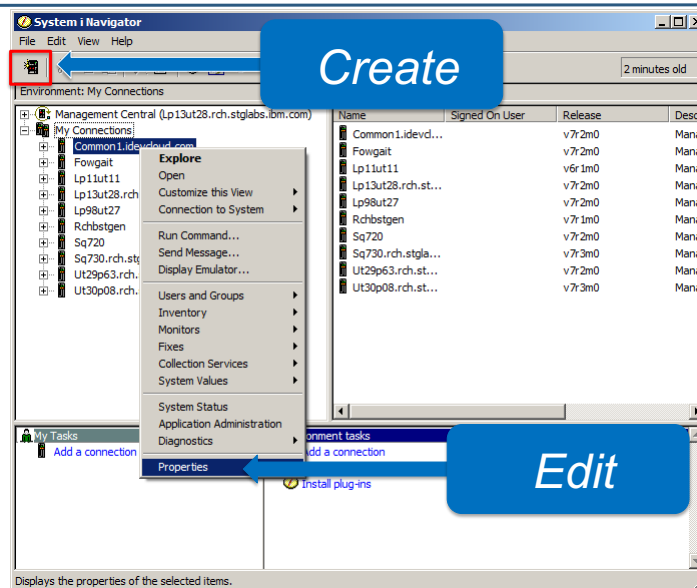 System i Navigator
File Edit View Help
Create
2 minutes old
Environment: My Connections
Management Central (Lp13ut28.rch.stglabs.ibm.com)
My Connections
Common1.idevcloud.com
Fowgait
Lp11ut11
Lp13ut28.rch
Lp98ut27
Rchbstgen
Sq720
Sq730.rch.stg
Ut29p63.rch.
Ut30p08.rch.
Explore
Open
Customize this View
Connection to System
Run Command...
Send Message...
Display Emulator...
Users and Groups
Inventory
Monitors
Fixes
Collection Services
System Values
System Status
Application Administration
Diagnostics
Properties
Name Signed On User Release Desc
Common1.idevcl... v7r2m0 Mana
Fowgait v7r2m0 Mana
Lp11ut11 v6r1m0 Mana
Lp13ut28.rch.st... v7r2m0 Mana
Lp98ut27 v7r2m0 Mana
Rchbstgen v7r1m0 Mana
Sq720 v7r2m0 Mana
Sq730.rch.stgla... v7r3m0 Mana
Ut29p63.rch.st... v7r2m0 Mana
Ut30p08.rch.st... v7r3m0 Mana
My Tasks
Add a connection
onment tasks
Add a connection
Install plug-ins
Edit
Displays the properties of the selected items.